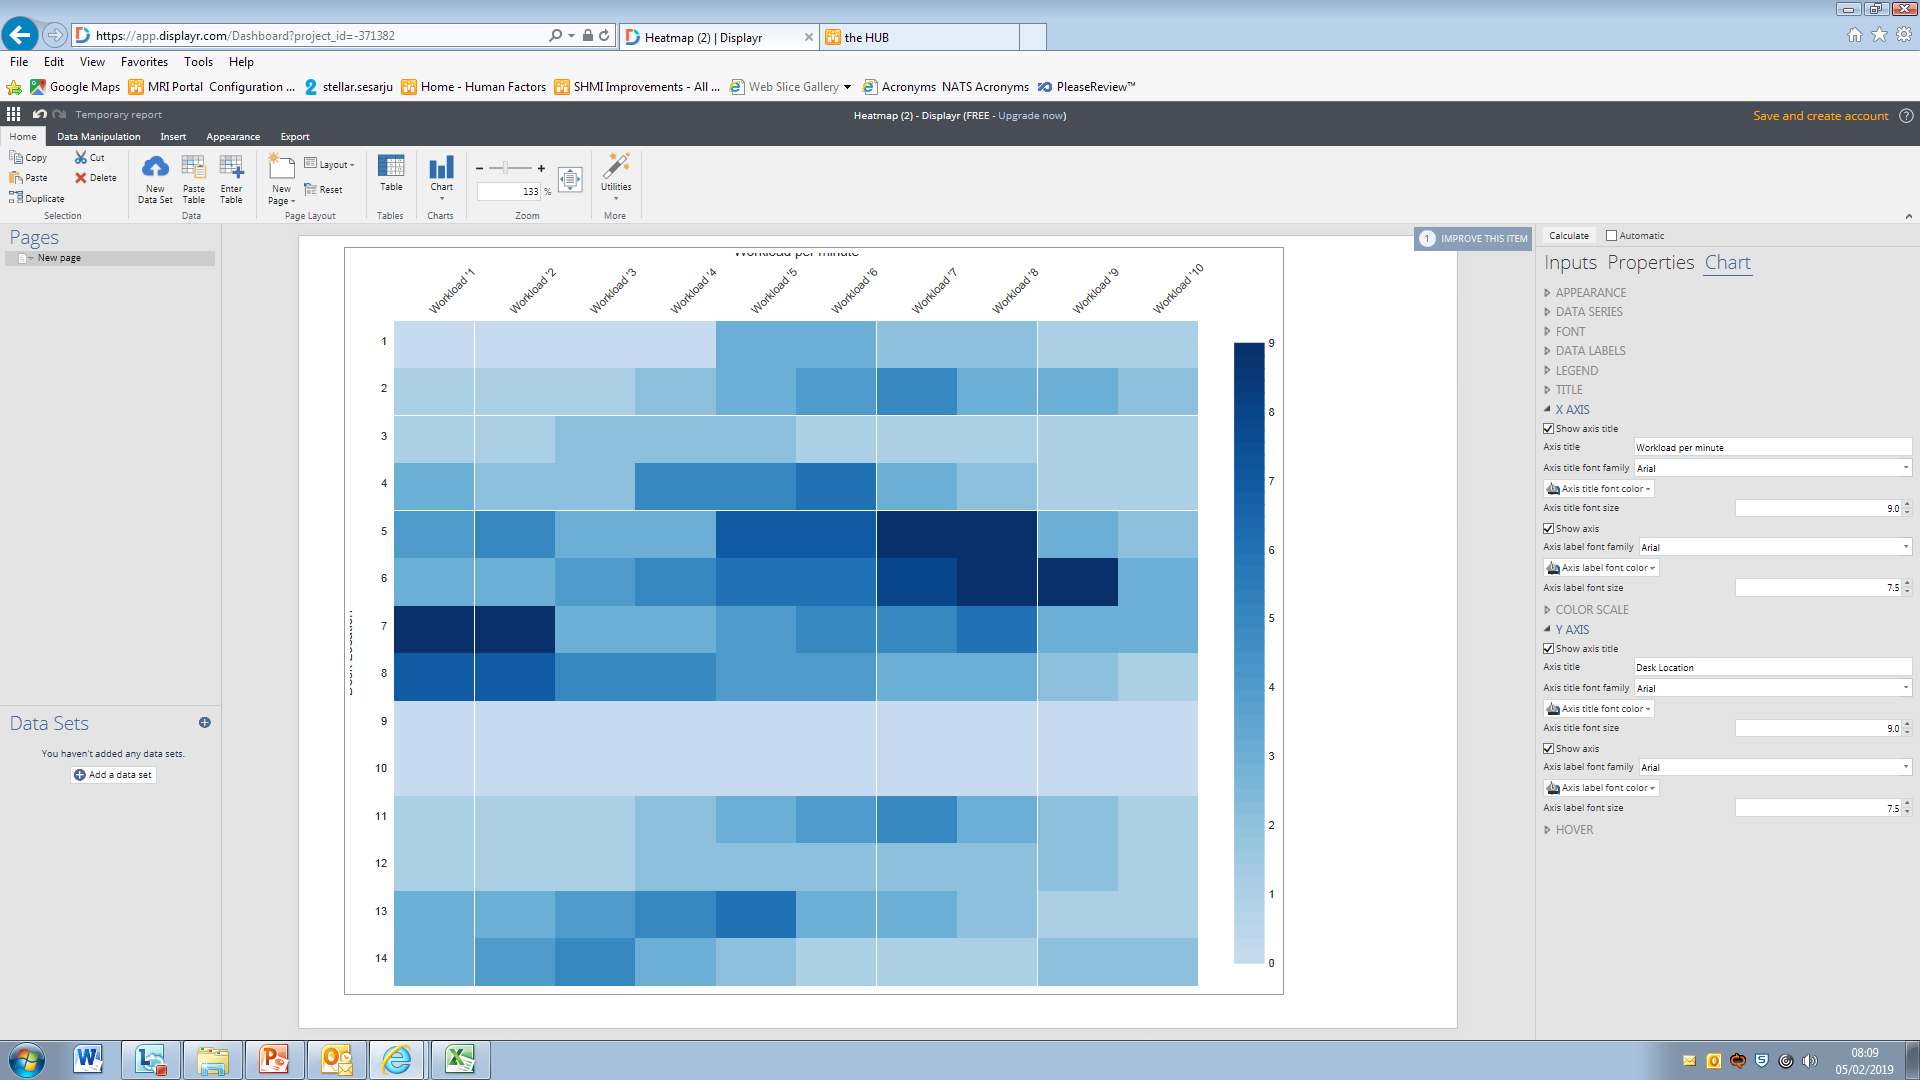 https://app.displayr.com/Dashboard?project_id=-371382
Heatmap (2) | Displayr
the HUB
File Edit View Favorites Tools Help
Google Maps MRI Portal Configuration ... stellar.sesarju Home - Human Factors SHMI Improvements - All ... Web Slice Gallery Acronyms NATS Acronyms PleaseReview™
Temporary report
Heatmap (2) - Displayr (FREE - Upgrade now)
Save and create account
Home Data Manipulation Insert Appearance Export
Copy Cut
Paste Delete
Duplicate
Selection
New Data Set
Paste Table
Enter Table
Data
New Page
Layout
Reset
Page Layout
Table
Tables
Chart
Charts
133 %
Zoom
Utilities
More
Pages
New page
Data Sets
You haven't added any data sets.
Add a data set
1 IMPROVE THIS ITEM
Workload per minute
Workload '1 Workload '2 Workload '3 Workload '4 Workload '5 Workload '6 Workload '7 Workload '8 Workload '9 Workload '10
Desk Location
1
2
3
4
5
6
7
8
9
10
11
12
13
14
9
8
7
6
5
4
3
2
1
0
Calculate Automatic
Inputs Properties Chart
APPEARANCE
DATA SERIES
FONT
DATA LABELS
LEGEND
TITLE
X AXIS
Show axis title
Axis title Workload per minute
Axis title font family Arial
Axis title font color
Axis title font size 9.0
Show axis
Axis label font family Arial
Axis label font color
Axis label font size 7.5
COLOR SCALE
Y AXIS
Show axis title
Axis title Desk Location
Axis title font family Arial
Axis title font color
Axis title font size 9.0
Show axis
Axis label font family Arial
Axis label font color
Axis label font size 7.5
HOVER
08:09
05/02/2019